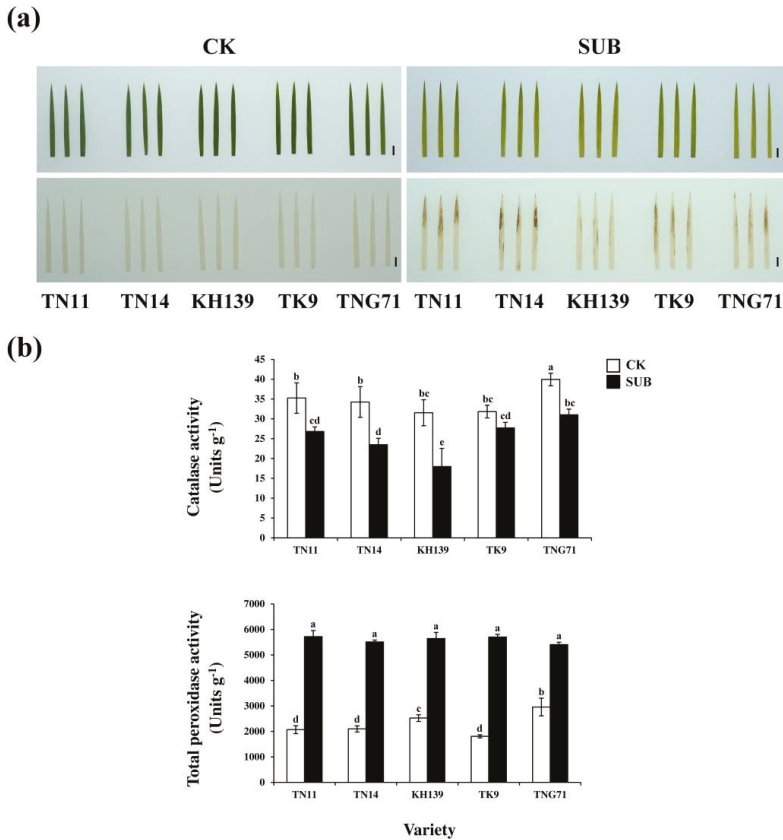 (a)
CK SUB
TN11 TN14 KH139 TK9 TNG71 TN11 TN14 KH139 TK9 TNG71
(b)
Catalase activity
(Units g⁻¹)
45
40
35
30
25
20
15
10
5
0
b cd b d bc e bc cd a bc
CK
SUB
TN11 TN14 KH139 TK9 TNG71
Total peroxidase activity
(Units g⁻¹)
7000
6000
5000
4000
3000
2000
1000
0
d a d a c a d a b a
TN11 TN14 KH139 TK9 TNG71
Variety